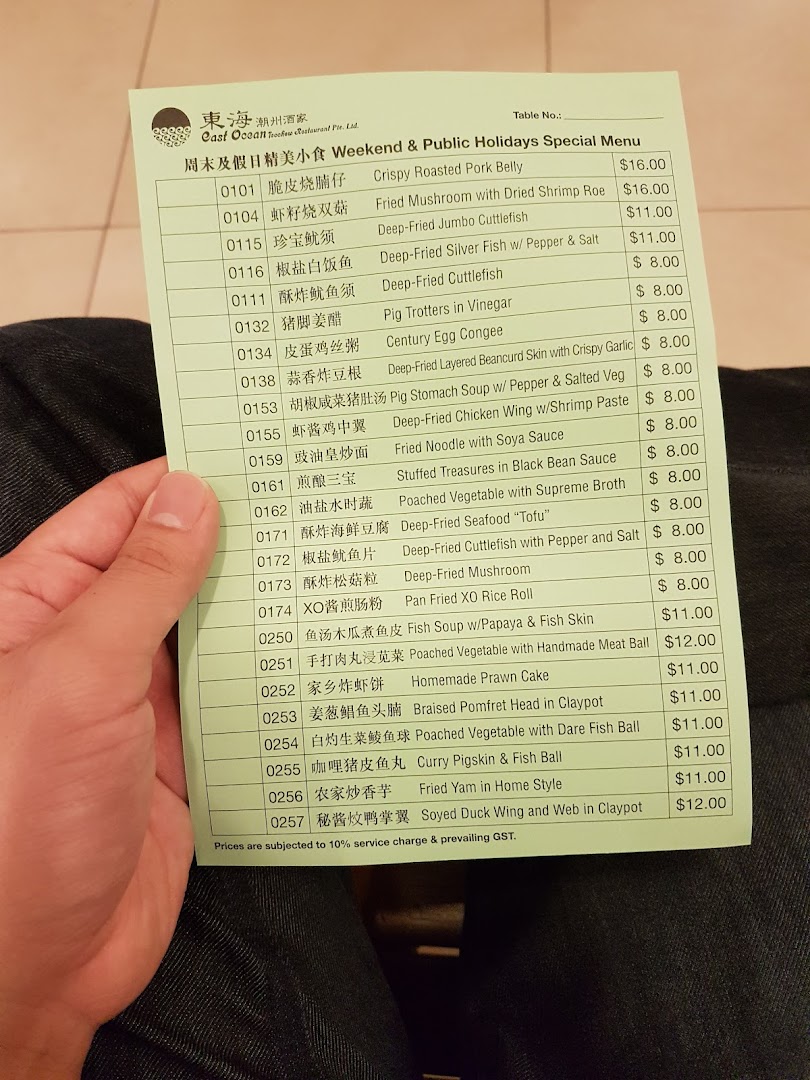 東海 潮州酒家
East Ocean Teochew Restaurant Pte. Ltd.
Table No.:
周末及假日精美小食 Weekend & Public Holidays Special Menu
0101 脆皮烧腩仔 Crispy Roasted Pork Belly $16.00
0104 虾籽烧双菇 Fried Mushroom with Dried Shrimp Roe $16.00
0115 珍宝鱿须 Deep-Fried Jumbo Cuttlefish $11.00
0116 椒盐白饭鱼 Deep-Fried Silver Fish w/ Pepper & Salt $11.00
0111 酥炸鱿鱼须 Deep-Fried Cuttlefish $ 8.00
0132 猪脚姜醋 Pig Trotters in Vinegar $ 8.00
0134 皮蛋鸡丝粥 Century Egg Congee $ 8.00
0138 蒜香炸豆根 Deep-Fried Layered Beancurd Skin with Crispy Garlic $ 8.00
0153 胡椒咸菜猪肚汤 Pig Stomach Soup w/ Pepper & Salted Veg $ 8.00
0155 虾酱鸡中翼 Deep-Fried Chicken Wing w/Shrimp Paste $ 8.00
0159 豉油皇炒面 Fried Noodle with Soya Sauce $ 8.00
0161 煎酿三宝 Stuffed Treasures in Black Bean Sauce $ 8.00
0162 油盐水时蔬 Poached Vegetable with Supreme Broth $ 8.00
0171 酥炸海鲜豆腐 Deep-Fried Seafood “Tofu” $ 8.00
0172 椒盐鱿鱼片 Deep-Fried Cuttlefish with Pepper and Salt $ 8.00
0173 酥炸松菇粒 Deep-Fried Mushroom $ 8.00
0174 XO酱煎肠粉 Pan Fried XO Rice Roll $ 8.00
0250 鱼汤木瓜煮鱼皮 Fish Soup w/Papaya & Fish Skin $11.00
0251 手打肉丸浸苋菜 Poached Vegetable with Handmade Meat Ball $12.00
0252 家乡炸虾饼 Homemade Prawn Cake $11.00
0253 姜葱鲳鱼头腩 Braised Pomfret Head in Claypot $11.00
0254 白灼生菜鲮鱼球 Poached Vegetable with Dare Fish Ball $11.00
0255 咖哩猪皮鱼丸 Curry Pigskin & Fish Ball $11.00
0256 农家炒香芋 Fried Yam in Home Style $11.00
0257 秘酱炆鸭掌翼 Soyed Duck Wing and Web in Claypot $12.00
Prices are subjected to 10% service charge & prevailing GST.